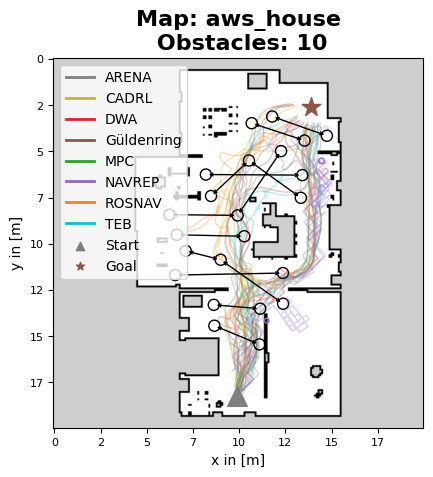 Map: aws_house
Obstacles: 10
ARENA
CADRL
DWA
Güldenring
MPC
NAVREP
ROSNAV
TEB
Start
Goal
y in [m]
0
2
5
7
10
12
15
17
0
2
5
7
10
12
15
17
x in [m]